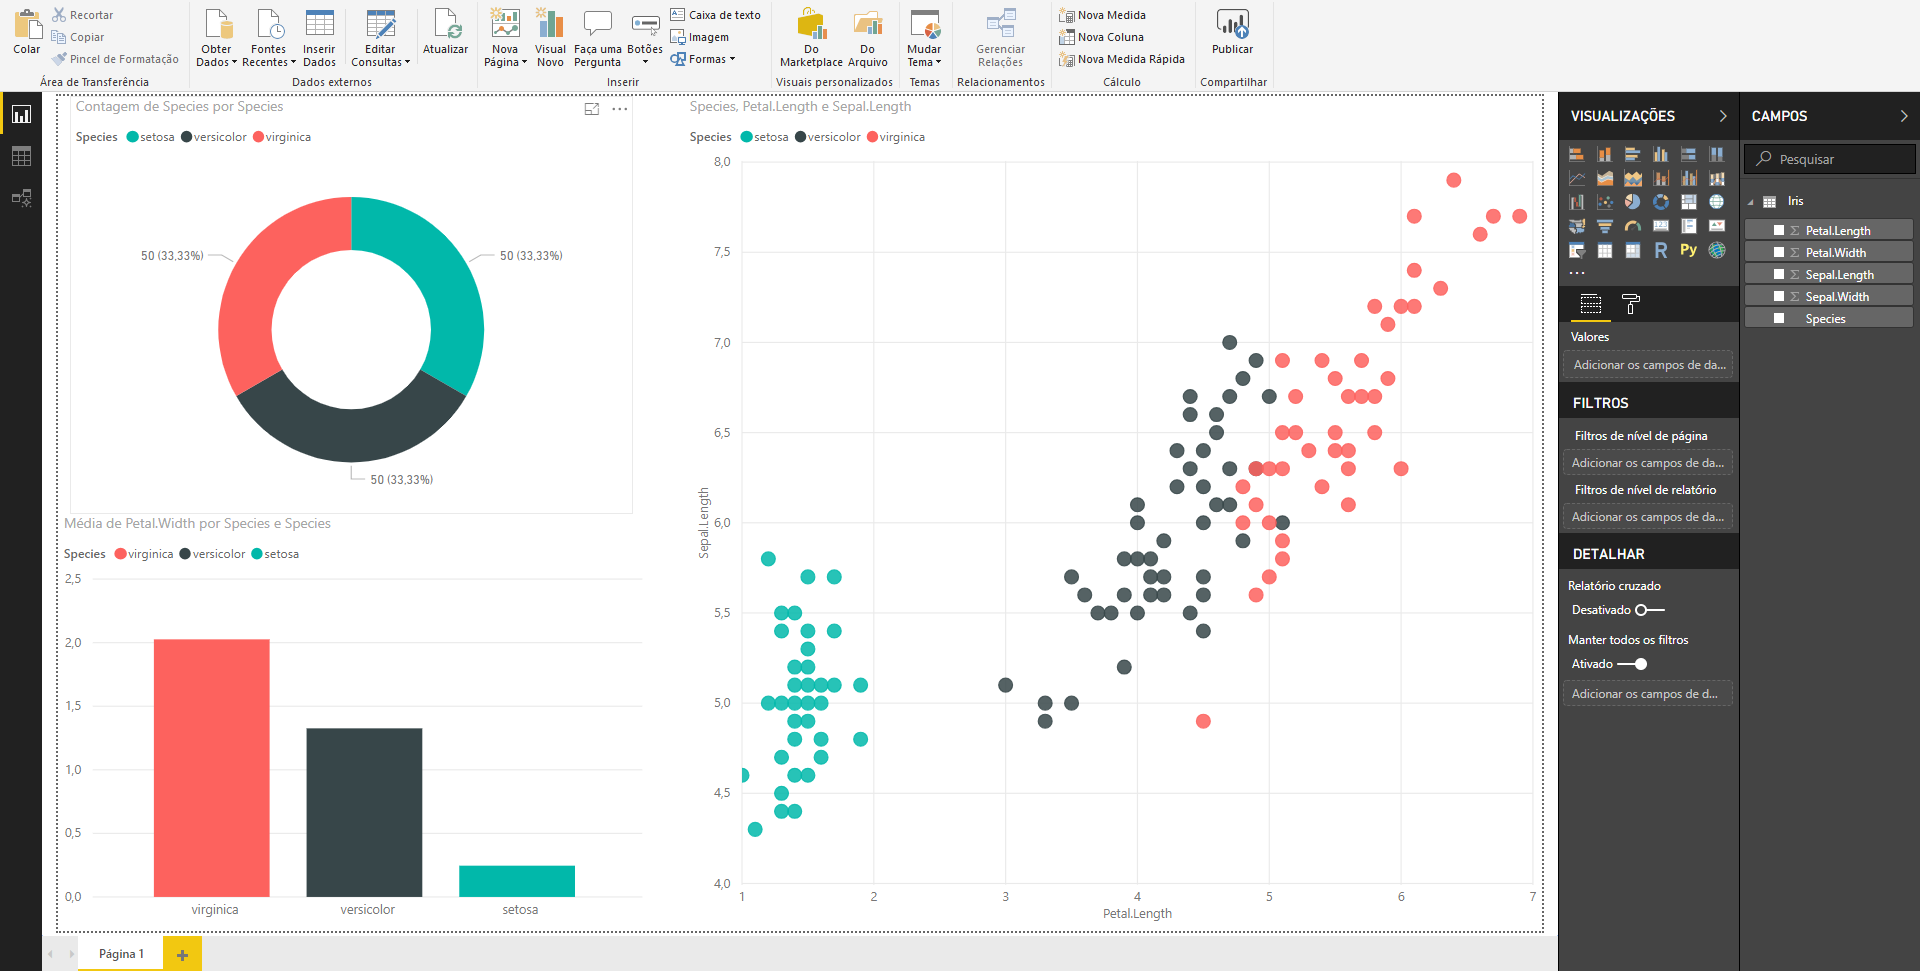 Colar
Recortar
Copiar
Pincel de Formatação
Área de Transferência
Obter
Dados
Fontes
Recentes
Inserir
Dados
Editar
Consultas
Dados externos
Atualizar
Nova
Página
Visual
Novo
Faça uma
Pergunta
Botões
Caixa de texto
Imagem
Formas
Inserir
Do
Marketplace
Do
Arquivo
Visuais personalizados
Mudar
Tema
Temas
Gerenciar
Relações
Relacionamentos
Nova Medida
Nova Coluna
Nova Medida Rápida
Cálculo
Publicar
Compartilhar
Contagem de Species por Species
Species setosa versicolor virginica
50 (33,33%)
50 (33,33%)
50 (33,33%)
Média de Petal.Width por Species e Species
Species virginica versicolor setosa
2,5
2,0
1,5
1,0
0,5
0,0
virginica versicolor setosa
Species, Petal.Length e Sepal.Length
Species setosa versicolor virginica
8,0
7,5
7,0
6,5
6,0
5,5
5,0
4,5
4,0
Sepal.Length
1 2 3 4 5 6 7
Petal.Length
Página 1
+
VISUALIZAÇÕES
R Py
Valores
Adicionar os campos de da...
FILTROS
Filtros de nível de página
Adicionar os campos de da...
Filtros de nível de relatório
Adicionar os campos de da...
DETALHAR
Relatório cruzado
Desativado
Manter todos os filtros
Ativado
Adicionar os campos de d...
CAMPOS
Pesquisar
Iris
Σ Petal.Length
Σ Petal.Width
Σ Sepal.Length
Σ Sepal.Width
Species